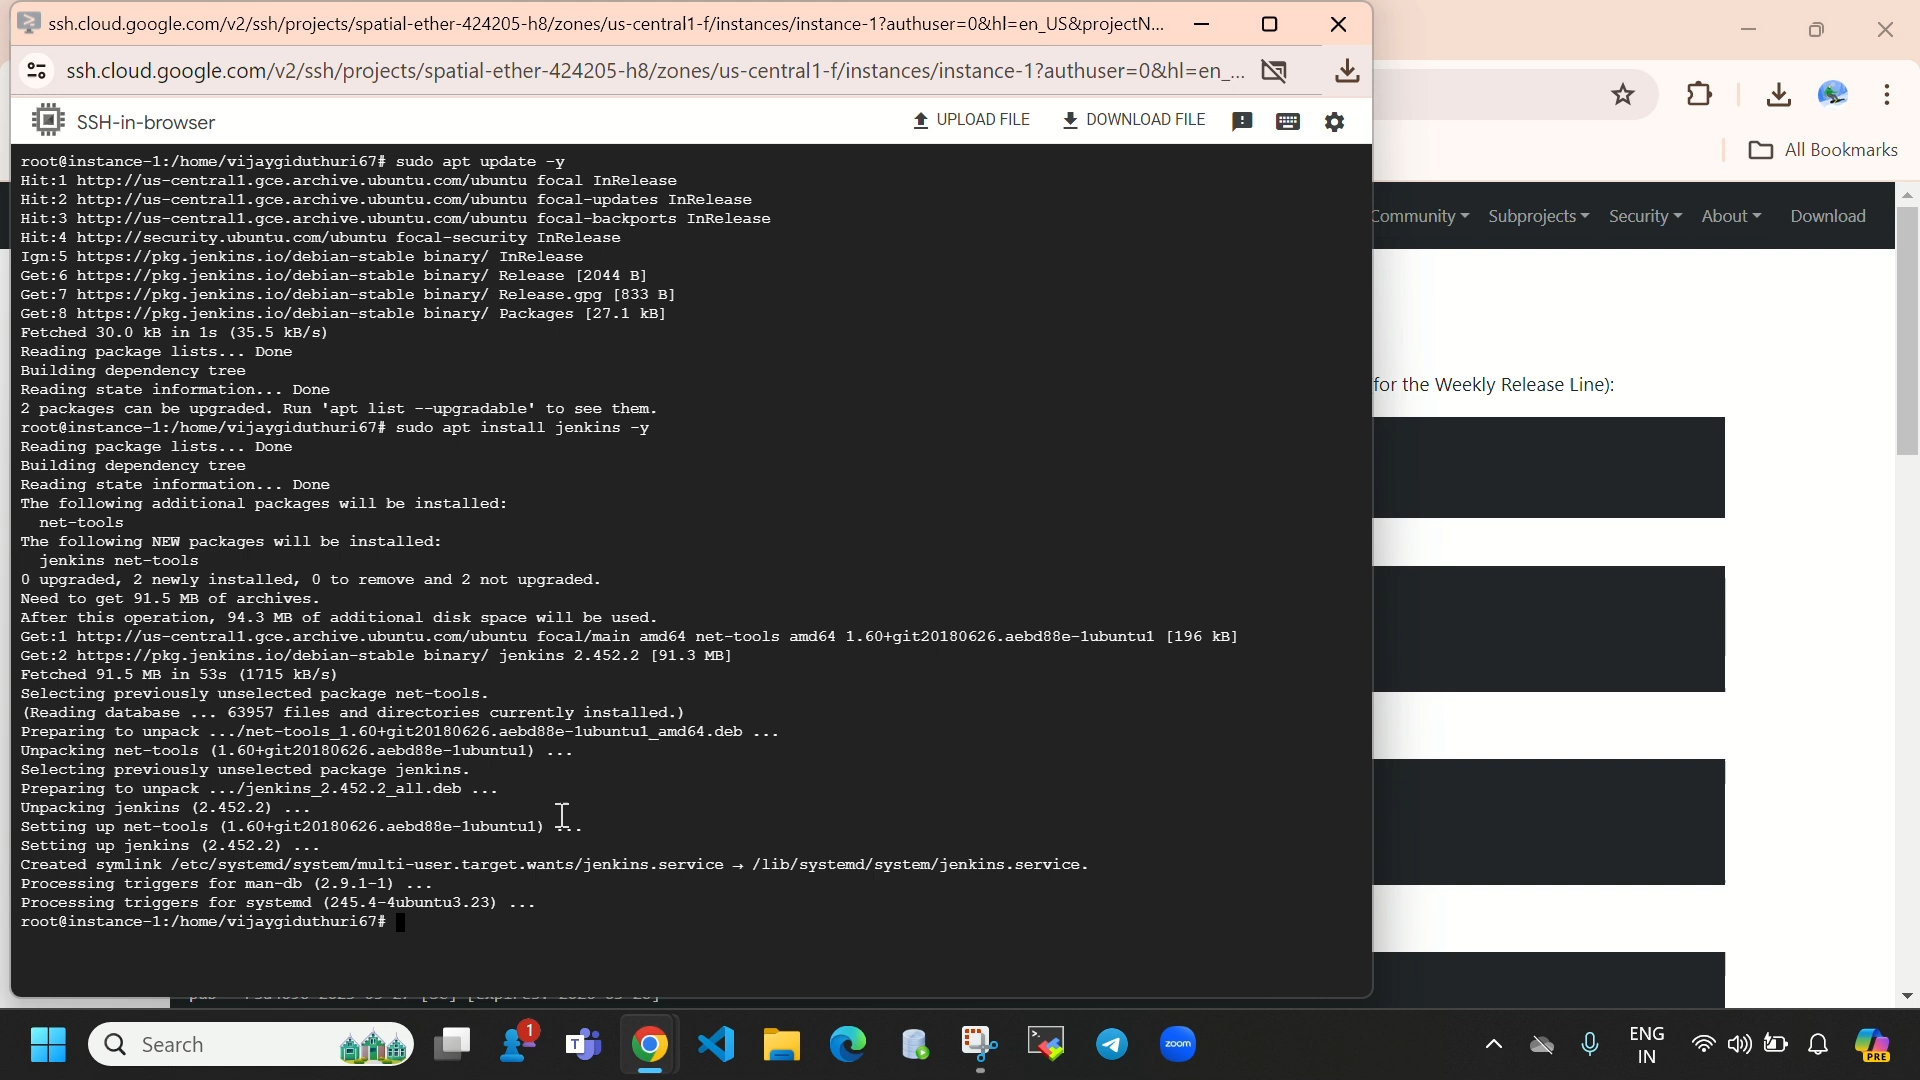 ssh.cloud.google.com/v2/ssh/projects/spatial-ether-424205-h8/zones/us-central1-f/instances/instance-1?authuser=0&hl=en_US&projectN...
ssh.cloud.google.com/v2/ssh/projects/spatial-ether-424205-h8/zones/us-central1-f/instances/instance-1?authuser=0&hl=en_...
SSH-in-browser
UPLOAD FILE
DOWNLOAD FILE
All Bookmarks
Community
Subprojects
Security
About
Download
for the Weekly Release Line):
root@instance-1:/home/vijaygiduthuri67# sudo apt update -y
Hit:1 http://us-central1.gce.archive.ubuntu.com/ubuntu focal InRelease
Hit:2 http://us-central1.gce.archive.ubuntu.com/ubuntu focal-updates InRelease
Hit:3 http://us-central1.gce.archive.ubuntu.com/ubuntu focal-backports InRelease
Hit:4 http://security.ubuntu.com/ubuntu focal-security InRelease
Ign:5 https://pkg.jenkins.io/debian-stable binary/ InRelease
Get:6 https://pkg.jenkins.io/debian-stable binary/ Release [2044 B]
Get:7 https://pkg.jenkins.io/debian-stable binary/ Release.gpg [833 B]
Get:8 https://pkg.jenkins.io/debian-stable binary/ Packages [27.1 kB]
Fetched 30.0 kB in 1s (35.5 kB/s)
Reading package lists... Done
Building dependency tree
Reading state information... Done
2 packages can be upgraded. Run 'apt list --upgradable' to see them.
root@instance-1:/home/vijaygiduthuri67# sudo apt install jenkins -y
Reading package lists... Done
Building dependency tree
Reading state information... Done
The following additional packages will be installed:
net-tools
The following NEW packages will be installed:
jenkins net-tools
0 upgraded, 2 newly installed, 0 to remove and 2 not upgraded.
Need to get 91.5 MB of archives.
After this operation, 94.3 MB of additional disk space will be used.
Get:1 http://us-central1.gce.archive.ubuntu.com/ubuntu focal/main amd64 net-tools amd64 1.60+git20180626.aebd88e-1ubuntu1 [196 kB]
Get:2 https://pkg.jenkins.io/debian-stable binary/ jenkins 2.452.2 [91.3 MB]
Fetched 91.5 MB in 53s (1715 kB/s)
Selecting previously unselected package net-tools.
(Reading database ... 63957 files and directories currently installed.)
Preparing to unpack .../net-tools_1.60+git20180626.aebd88e-1ubuntu1_amd64.deb ...
Unpacking net-tools (1.60+git20180626.aebd88e-1ubuntu1) ...
Selecting previously unselected package jenkins.
Preparing to unpack .../jenkins_2.452.2_all.deb ...
Unpacking jenkins (2.452.2) ...
Setting up net-tools (1.60+git20180626.aebd88e-1ubuntu1) ...
Setting up jenkins (2.452.2) ...
Created symlink /etc/systemd/system/multi-user.target.wants/jenkins.service → /lib/systemd/system/jenkins.service.
Processing triggers for man-db (2.9.1-1) ...
Processing triggers for systemd (245.4-4ubuntu3.23) ...
root@instance-1:/home/vijaygiduthuri67#
Search
1
zoom
ENG
IN
PRE